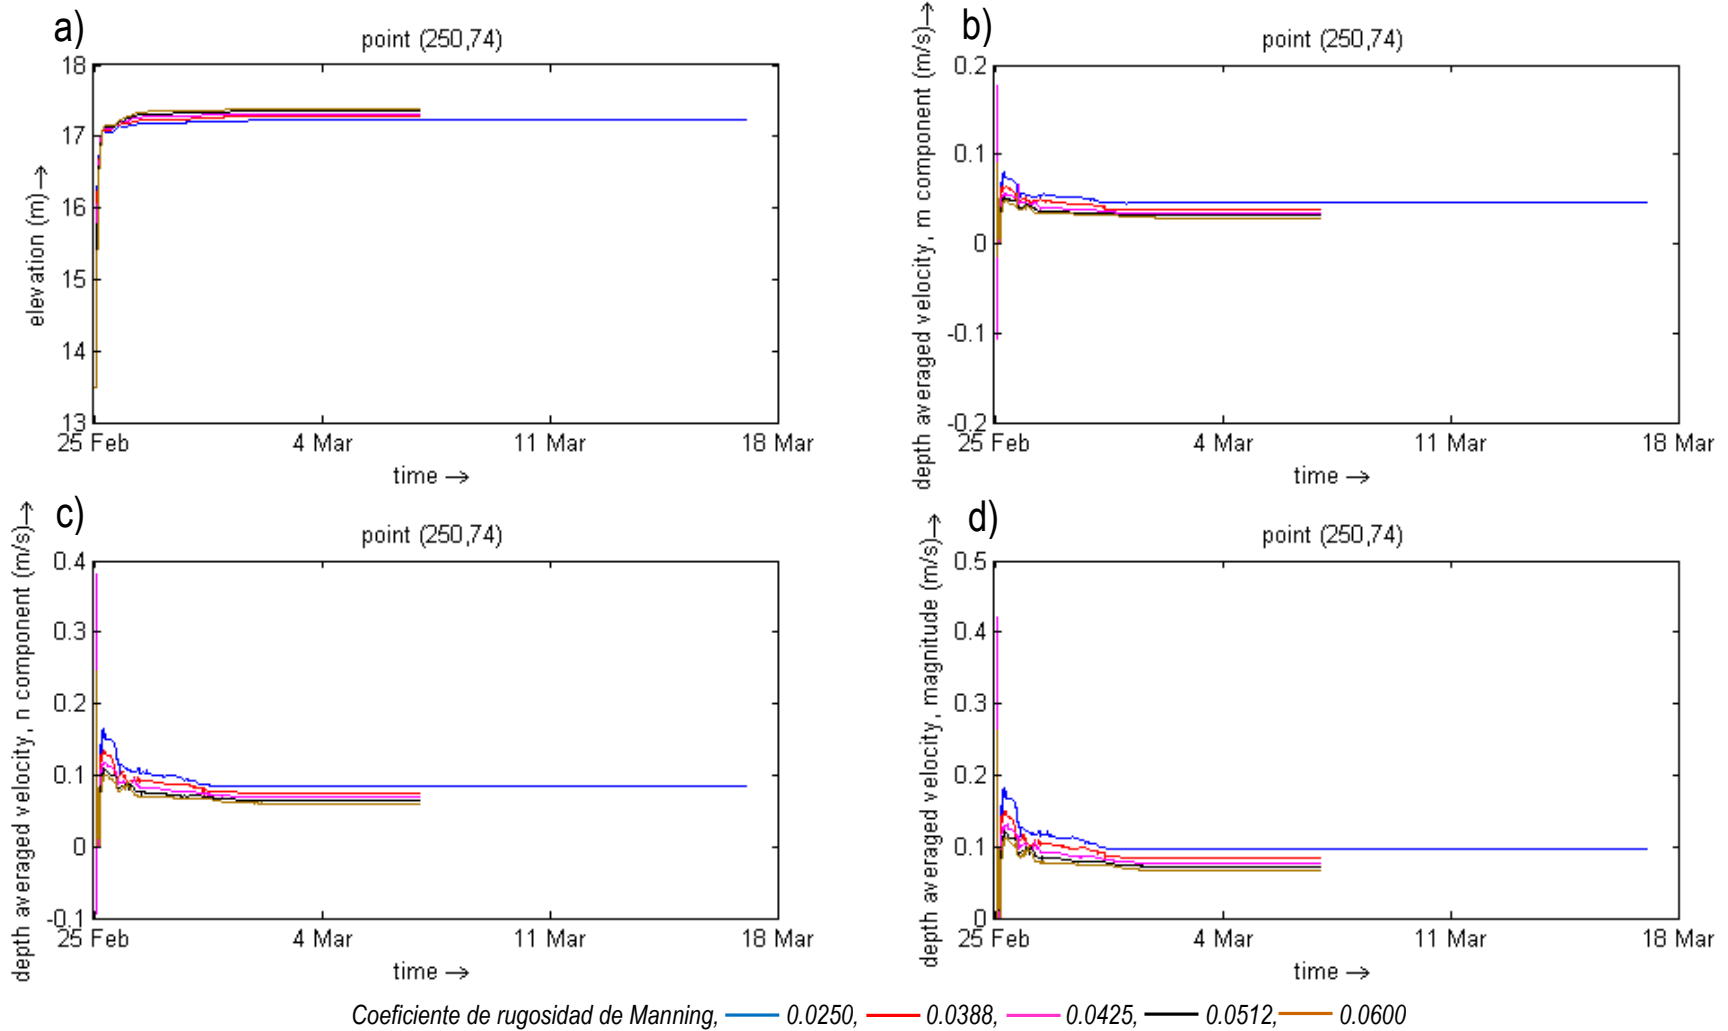 a)
point (250,74)
18
17
16
15
14
13
elevation (m)→
25 Feb 4 Mar 11 Mar 18 Mar
time →
b)
point (250,74)
0.2
0.1
0
-0.1
-0.2
depth averaged velocity, m component (m/s)→
25 Feb 4 Mar 11 Mar 18 Mar
time →
c)
point (250,74)
0.4
0.3
0.2
0.1
0
-0.1
depth averaged velocity, n component (m/s)→
25 Feb 4 Mar 11 Mar 18 Mar
time →
d)
point (250,74)
0.5
0.4
0.3
0.2
0.1
0
depth averaged velocity, magnitude (m/s)→
25 Feb 4 Mar 11 Mar 18 Mar
time →
Coeficiente de rugosidad de Manning, 0.0250, 0.0388, 0.0425, 0.0512, 0.0600